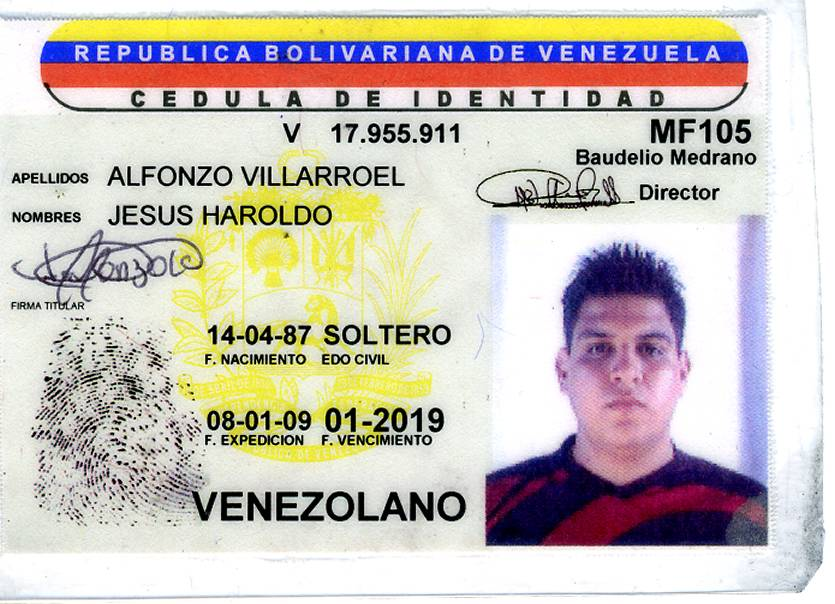 REPUBLICA BOLIVARIANA DE VENEZUELA
CEDULA DE IDENTIDAD
V 17.955.911
MF105
Baudelio Medrano
Director
APELLIDOS ALFONZO VILLARROEL
NOMBRES JESUS HAROLDO
FIRMA TITULAR
14-04-87 SOLTERO
F. NACIMIENTO EDO CIVIL
08-01-09 01-2019
F. EXPEDICION F. VENCIMIENTO
VENEZOLANO